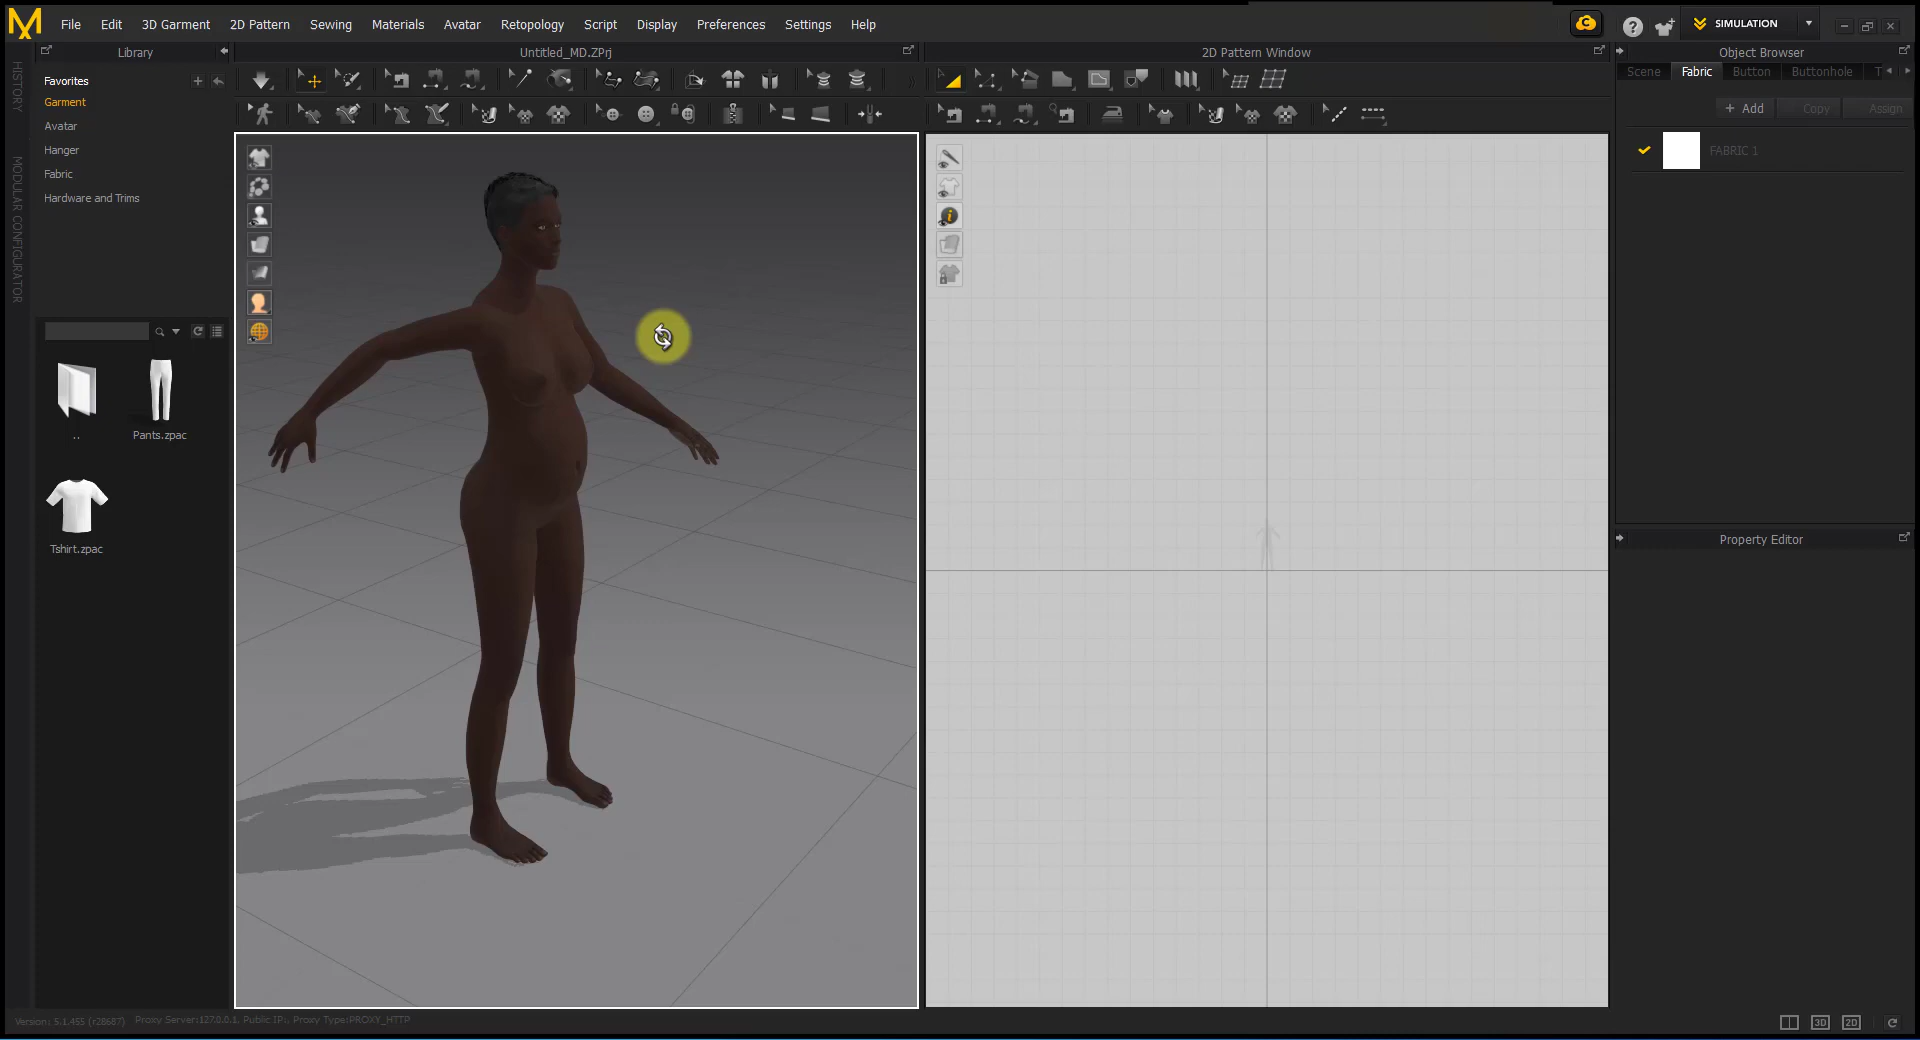 File Edit 3D Garment 2D Pattern Sewing Materials Avatar Retopology Script Display Preferences Settings Help
SIMULATION
Library
Untitled_MD.ZPrj
2D Pattern Window
Object Browser
HISTORY
MODULAR CONFIGURATOR
Favorites
Garment
Avatar
Hanger
Fabric
Hardware and Trims
Scene Fabric Button Buttonhole T
+ Add Copy Assign
FABRIC 1
..
Pants.zpac
Tshirt.zpac
Property Editor
Version: 5.1.455 (r28687) Proxy Server:127.0.0.1, Public IP:, Proxy Type:PROXY_HTTP
3D 2D